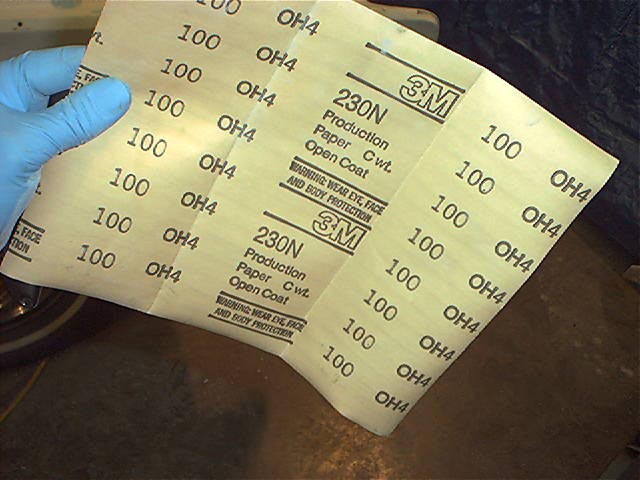 100 OH4
100 OH4
100 OH4
100 OH4
100 OH4
100 OH4
100 OH4
100 OH4
FACE
3M
230N
Production
Paper C wt.
Open Coat
WARNING: WEAR EYE, FACE
AND BODY PROTECTION
3M
230N
Production
Paper C wt.
Open Coat
WARNING: WEAR EYE, FACE
AND BODY PROTECTION
100 OH4
100 OH4
100 OH4
100 OH4
100 OH4
100 OH4
100 OH4
100 OH4